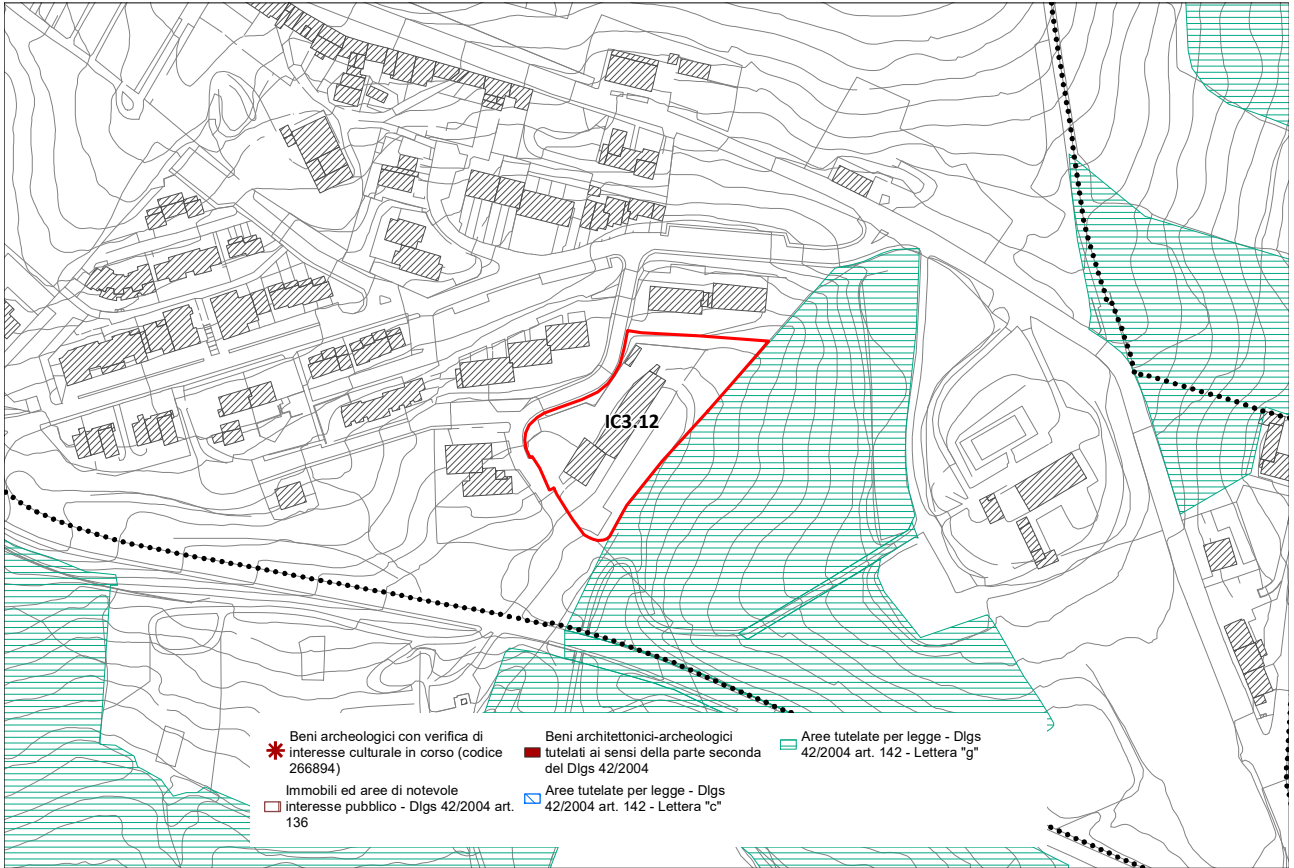 IC3.12
Beni archeologici con verifica di
interesse culturale in corso (codice
266894)
Immobili ed aree di notevole
interesse pubblico - Dlgs 42/2004 art.
136
Beni architettonici-archeologici
tutelati ai sensi della parte seconda
del Dlgs 42/2004
Aree tutelate per legge - Dlgs
42/2004 art. 142 - Lettera "c"
Aree tutelate per legge - Dlgs
42/2004 art. 142 - Lettera "g"